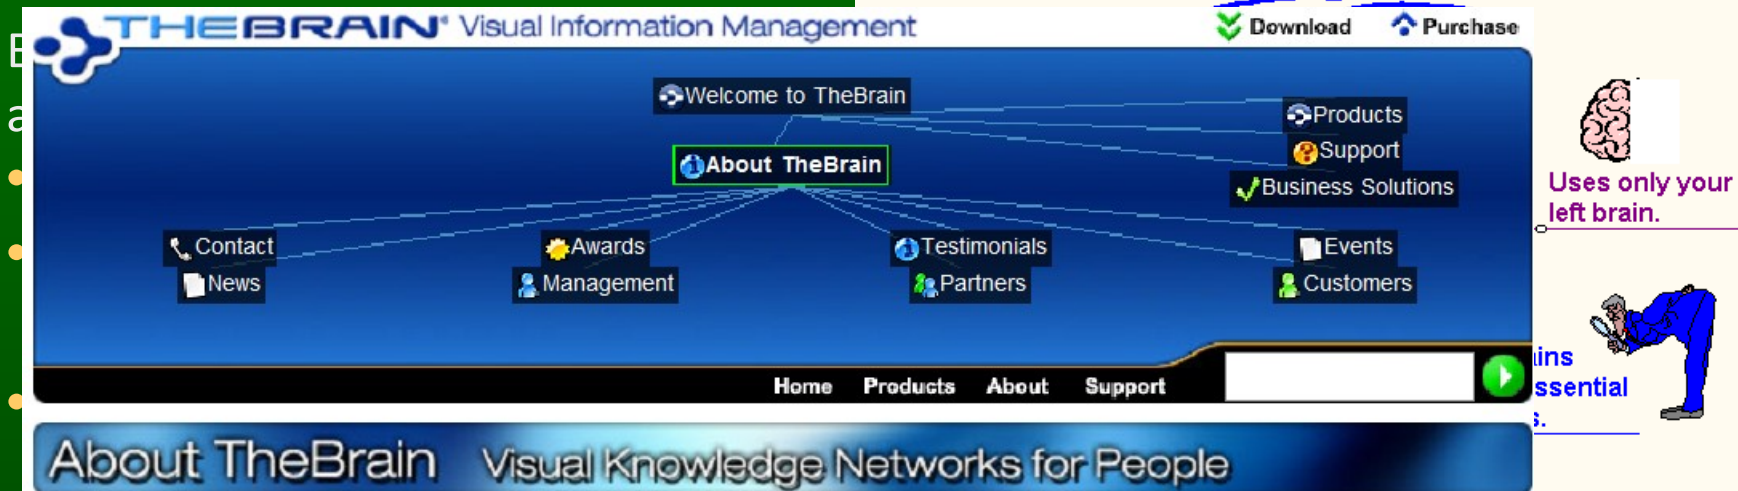 THEBRAIN® Visual Information Management
Download Purchase
Welcome to TheBrain
Products
About TheBrain
Support
Business Solutions
Contact Awards Testimonials Events
News Management Partners Customers
Home Products About Support
About TheBrain Visual Knowledge Networks for People
Uses only your
left brain.